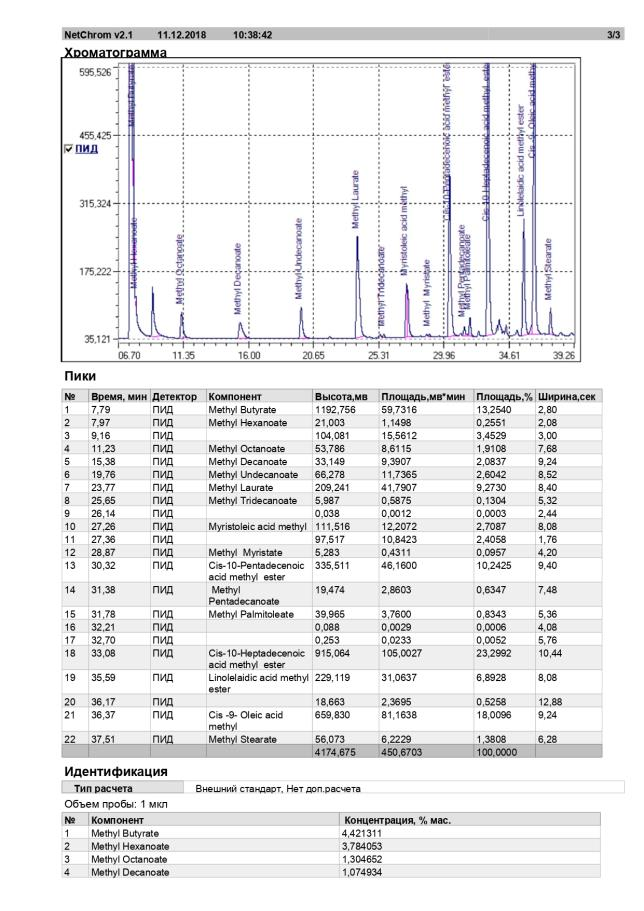 NetChrom v2.1 11.12.2018 10:38:42 3/3
Хроматограмма
595,526
455,425
ПИД
315,324
175,222
35,121
06.70 11.35 16.00 20.65 25.31 29.96 34.61 39.26
Methyl Butyrate
Methyl Hexanoate
Methyl Octanoate
Methyl Decanoate
Methyl Undecanoate
Methyl Laurate
Methyl Tridecanoate
Myristoleic acid methyl
Methyl Myristate
Cis-10-Pentadecenoic acid methyl ester
Methyl Pentadecanoate
Methyl Palmitoleate
Cis-10-Heptadecenoic acid methyl ester
Linolelaidic acid methyl ester
Cis -9- Oleic acid methyl
Methyl Stearate
Пики
№ Время, мин Детектор Компонент Высота,мв Площадь,мв*мин Площадь,% Ширина,сек
1 7,79 ПИД Methyl Butyrate 1192,756 59,7316 13,2540 2,80
2 7,97 ПИД Methyl Hexanoate 21,003 1,1498 0,2551 2,08
3 9,16 ПИД 104,081 15,5612 3,4529 3,00
4 11,23 ПИД Methyl Octanoate 53,786 8,6115 1,9108 7,68
5 15,38 ПИД Methyl Decanoate 33,149 9,3907 2,0837 9,24
6 19,76 ПИД Methyl Undecanoate 66,278 11,7365 2,6042 8,52
7 23,77 ПИД Methyl Laurate 209,241 41,7907 9,2730 8,40
8 25,65 ПИД Methyl Tridecanoate 5,987 0,5875 0,1304 5,32
9 26,14 ПИД 0,038 0,0012 0,0003 2,44
10 27,26 ПИД Myristoleic acid methyl 111,516 12,2072 2,7087 8,08
11 27,36 ПИД 97,517 10,8423 2,4058 1,76
12 28,87 ПИД Methyl Myristate 5,283 0,4311 0,0957 4,20
13 30,32 ПИД Cis-10-Pentadecenoic 335,511 46,1600 10,2425 9,40
acid methyl ester
14 31,38 ПИД Methyl 19,474 2,8603 0,6347 7,48
Pentadecanoate
15 31,78 ПИД Methyl Palmitoleate 39,965 3,7600 0,8343 5,36
16 32,21 ПИД 0,088 0,0029 0,0006 4,08
17 32,70 ПИД 0,253 0,0233 0,0052 5,76
18 33,08 ПИД Cis-10-Heptadecenoic 915,064 105,0027 23,2992 10,44
acid methyl ester
19 35,59 ПИД Linolelaidic acid methyl 229,119 31,0637 6,8928 8,08
ester
20 36,17 ПИД 18,663 2,3695 0,5258 12,88
21 36,37 ПИД Cis -9- Oleic acid 659,830 81,1638 18,0096 9,24
methyl
22 37,51 ПИД Methyl Stearate 56,073 6,2229 1,3808 6,28
4174,675 450,6703 100,0000
Идентификация
Тип расчета Внешний стандарт, Нет доп.расчета
Объем пробы: 1 мкл
№ Компонент Концентрация, % мас.
1 Methyl Butyrate 4,421311
2 Methyl Hexanoate 3,784053
3 Methyl Octanoate 1,304652
4 Methyl Decanoate 1,074934